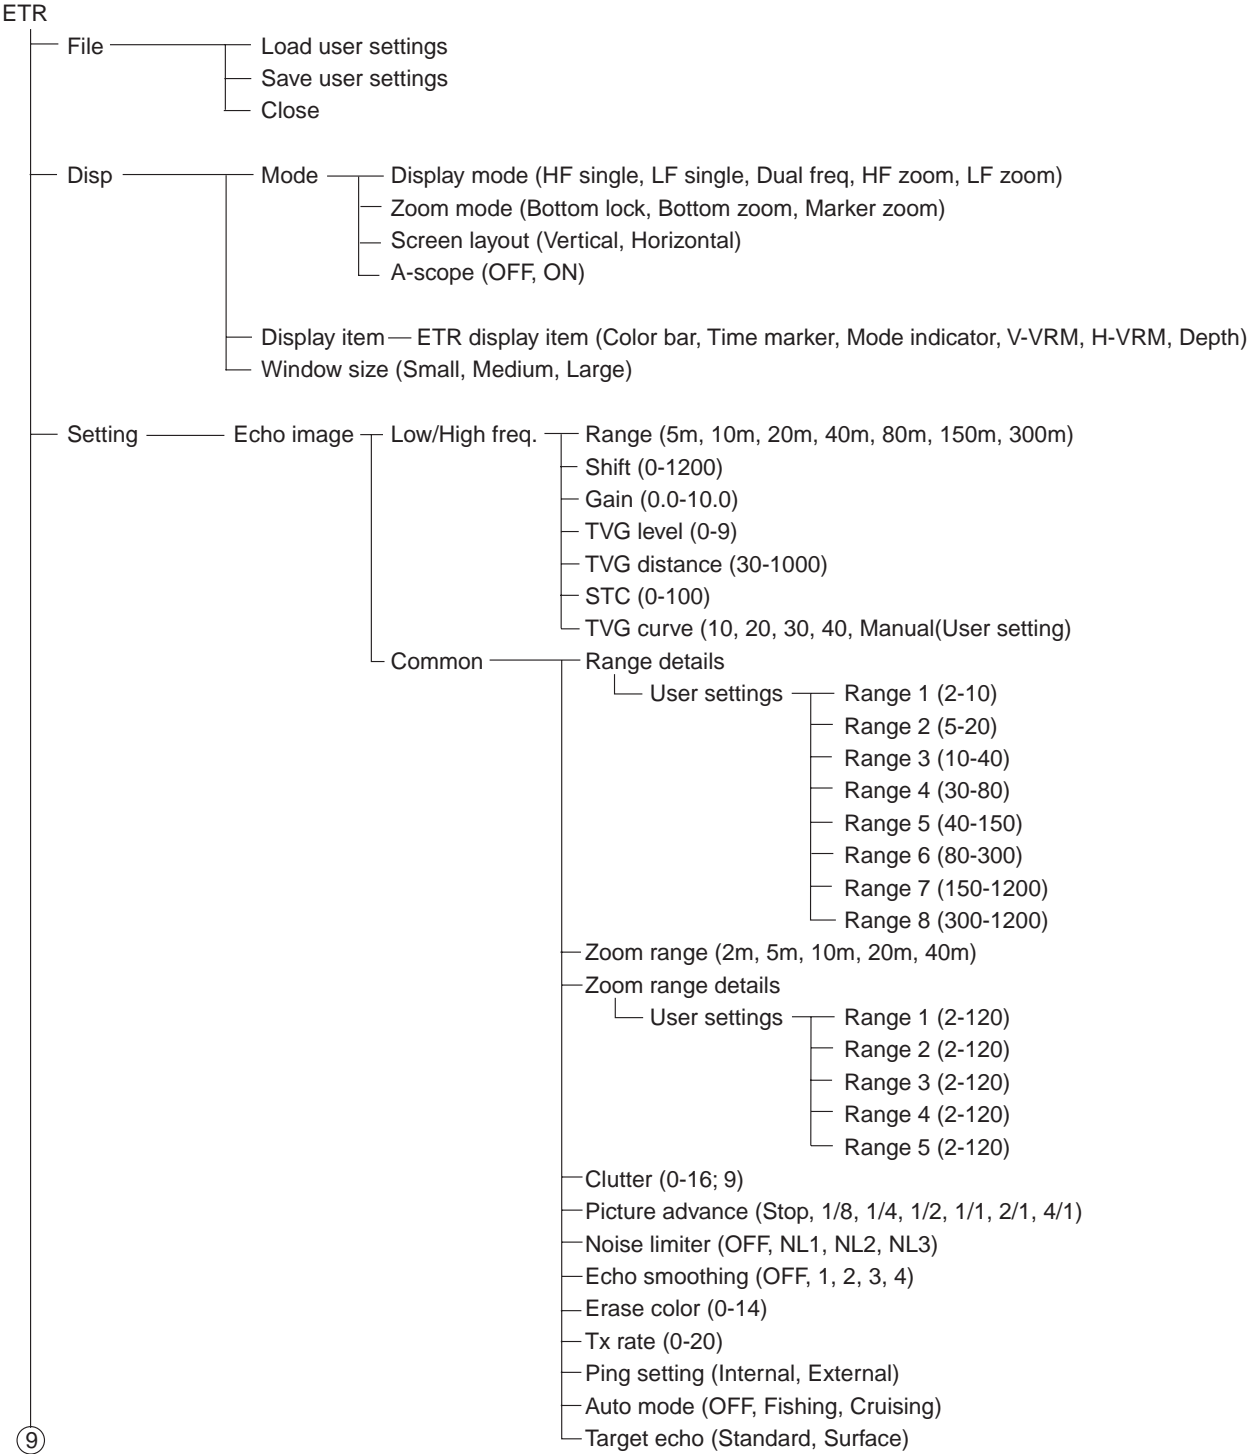 ETR
File
Load user settings
Save user settings
Close
Disp
Mode
Display mode (HF single, LF single, Dual freq, HF zoom, LF zoom)
Zoom mode (Bottom lock, Bottom zoom, Marker zoom)
Screen layout (Vertical, Horizontal)
A-scope (OFF, ON)
Display item
ETR display item (Color bar, Time marker, Mode indicator, V-VRM, H-VRM, Depth)
Window size (Small, Medium, Large)
Setting
Echo image
Low/High freq.
Range (5m, 10m, 20m, 40m, 80m, 150m, 300m)
Shift (0-1200)
Gain (0.0-10.0)
TVG level (0-9)
TVG distance (30-1000)
STC (0-100)
TVG curve (10, 20, 30, 40, Manual(User setting)
Common
Range details
User settings
Range 1 (2-10)
Range 2 (5-20)
Range 3 (10-40)
Range 4 (30-80)
Range 5 (40-150)
Range 6 (80-300)
Range 7 (150-1200)
Range 8 (300-1200)
Zoom range (2m, 5m, 10m, 20m, 40m)
Zoom range details
User settings
Range 1 (2-120)
Range 2 (2-120)
Range 3 (2-120)
Range 4 (2-120)
Range 5 (2-120)
Clutter (0-16; 9)
Picture advance (Stop, 1/8, 1/4, 1/2, 1/1, 2/1, 4/1)
Noise limiter (OFF, NL1, NL2, NL3)
Echo smoothing (OFF, 1, 2, 3, 4)
Erase color (0-14)
Tx rate (0-20)
Ping setting (Internal, External)
Auto mode (OFF, Fishing, Cruising)
Target echo (Standard, Surface)
9